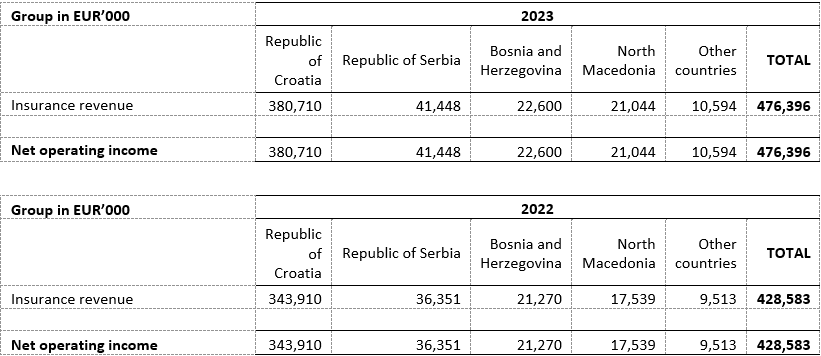 Group in EUR’000 2023
Republic of Croatia Republic of Serbia Bosnia and Herzegovina North Macedonia Other countries TOTAL
Insurance revenue 380,710 41,448 22,600 21,044 10,594 476,396
Net operating income 380,710 41,448 22,600 21,044 10,594 476,396
Group in EUR’000 2022
Republic of Croatia Republic of Serbia Bosnia and Herzegovina North Macedonia Other countries TOTAL
Insurance revenue 343,910 36,351 21,270 17,539 9,513 428,583
Net operating income 343,910 36,351 21,270 17,539 9,513 428,583